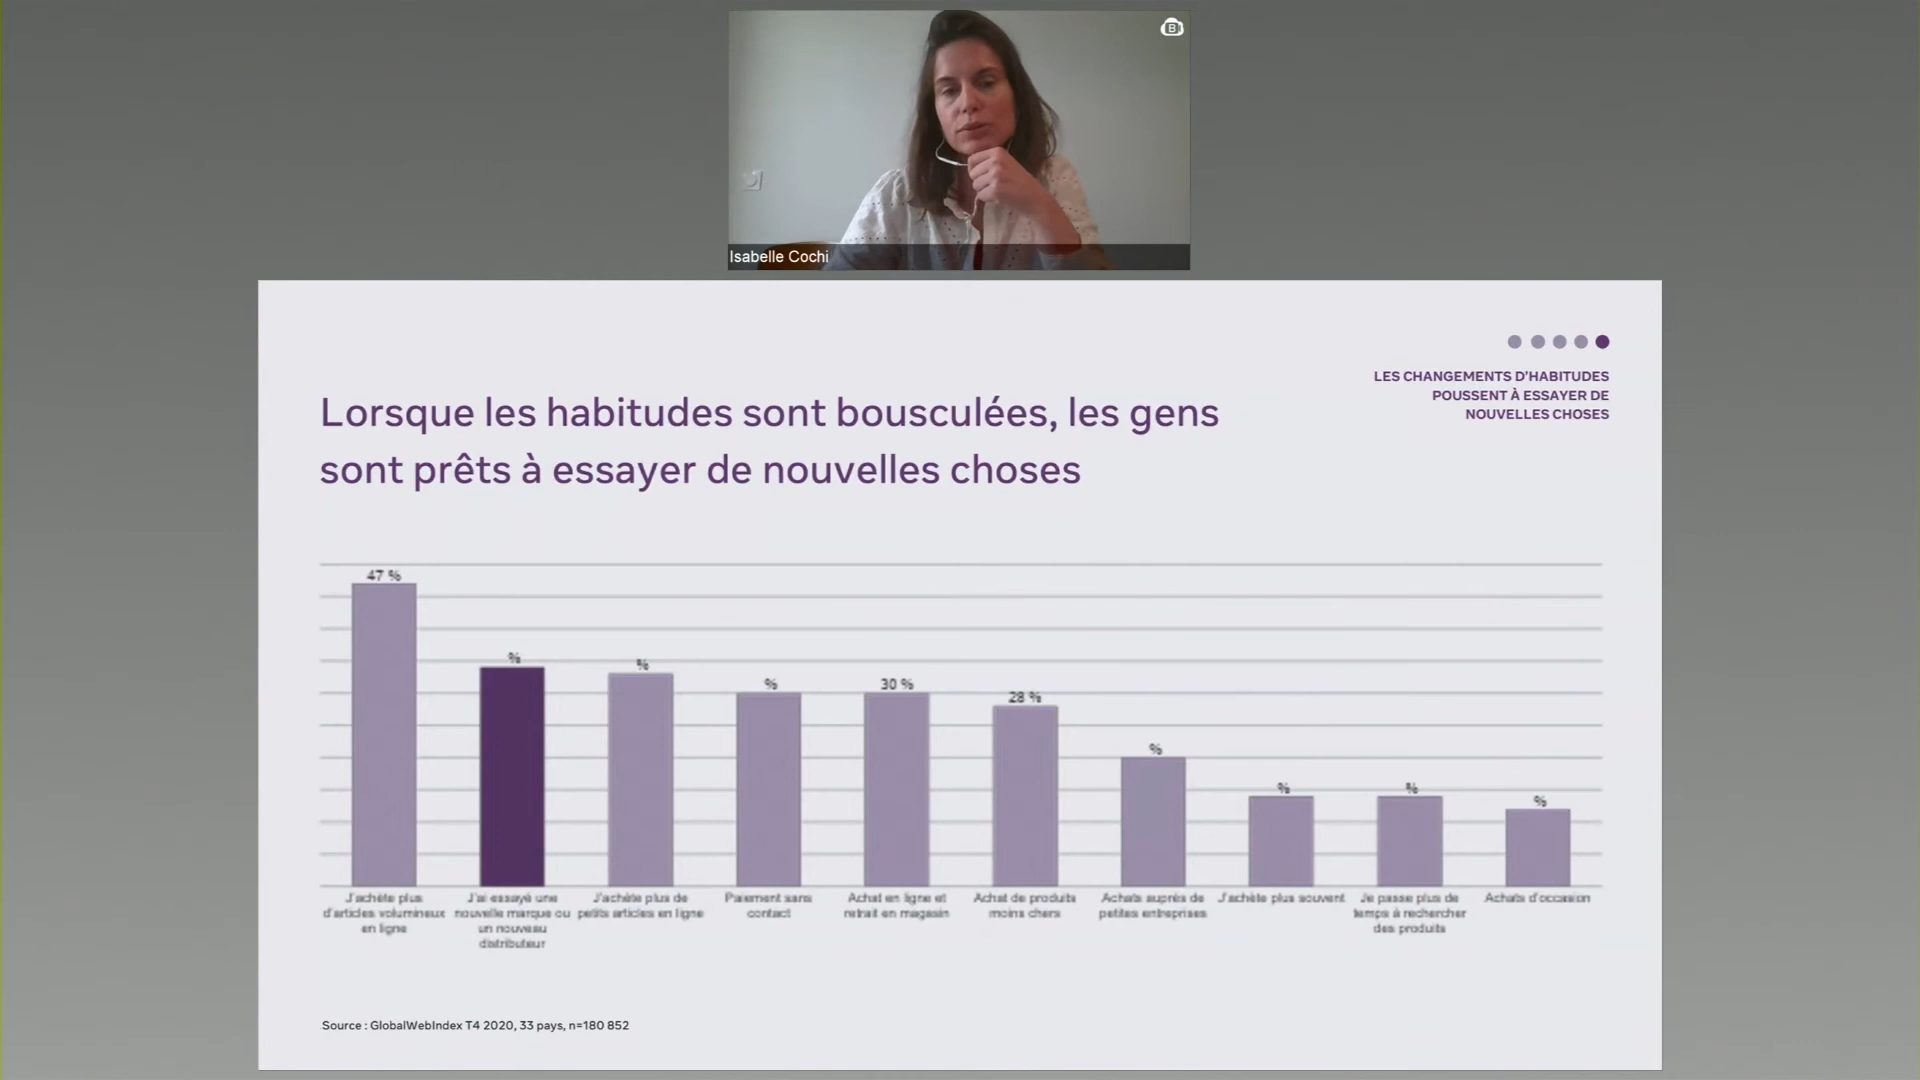 B
Isabelle Cochi
LES CHANGEMENTS D'HABITUDES
POUSSENT À ESSAYER DE
NOUVELLES CHOSES
Lorsque les habitudes sont bousculées, les gens
sont prêts à essayer de nouvelles choses
47 %
%
%
%
30 %
28 %
%
%
%
%
J'achète plus
d'articles volumineux
en ligne
J'ai essayé une
nouvelle marque ou
un nouveau
distributeur
J'achète plus de
petits articles en ligne
Paiement sans
contact
Achat en ligne et
retrait en magasin
Achat de produits
moins chers
Achats auprès de
petites entreprises
J'achète plus souvent
Je passe plus de
temps à rechercher
des produits
Achats d'occasion
Source : GlobalWebIndex T4 2020, 33 pays, n=180 852